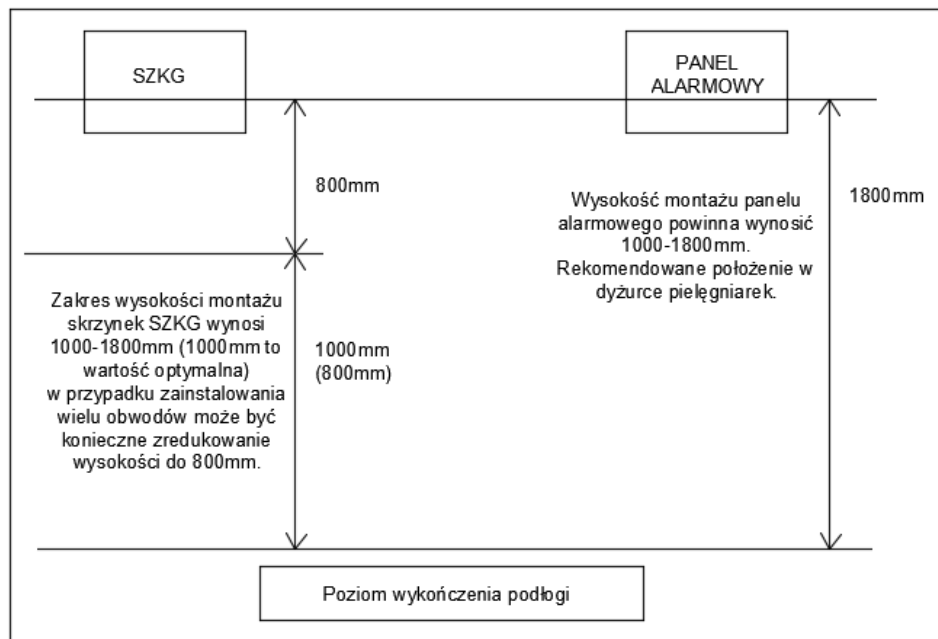 SZKG
PANEL
ALARMOWY
800mm
1800mm
Wysokość montażu panelu
alarmowego powinna wynosić
1000-1800mm.
Rekomendowane położenie w
dyżurce pielęgniarek.
Zakres wysokości montażu
skrzynek SZKG wynosi
1000-1800mm (1000mm to
wartość optymalna)
w przypadku zainstalowania
wielu obwodów może być
konieczne zredukowanie
wysokości do 800mm.
1000mm
(800mm)
Poziom wykończenia podłogi